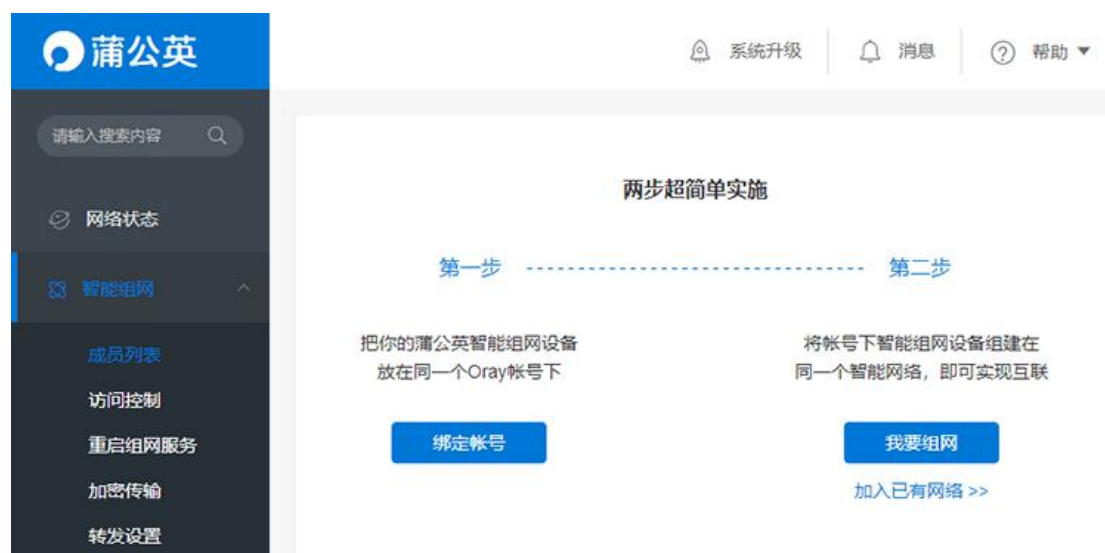 蒲公英
系统升级
消息
帮助
请输入搜索内容
网络状态
智能组网
成员列表
访问控制
重启组网服务
加密传输
转发设置
两步超简单实施
第一步
第二步
把你的蒲公英智能组网设备
放在同一个Oray帐号下
绑定帐号
将帐号下智能组网设备组建在
同一个智能网络，即可实现互联
我要组网
加入已有网络 >>